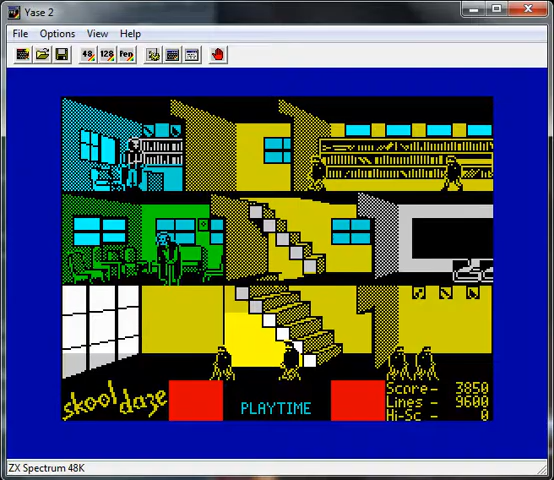 Yase 2
File Options View Help
48 128 Fen
skool daze
PLAYTIME
Score- 3850
Lines - 9600
Hi-Sc - 0
ZX Spectrum 48K